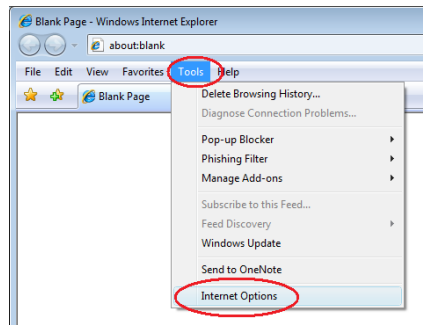 Blank Page - Windows Internet Explorer
about:blank
File Edit View Favorites Tools Help
Blank Page
Delete Browsing History...
Diagnose Connection Problems...
Pop-up Blocker
Phishing Filter
Manage Add-ons
Subscribe to this Feed...
Feed Discovery
Windows Update
Send to OneNote
Internet Options